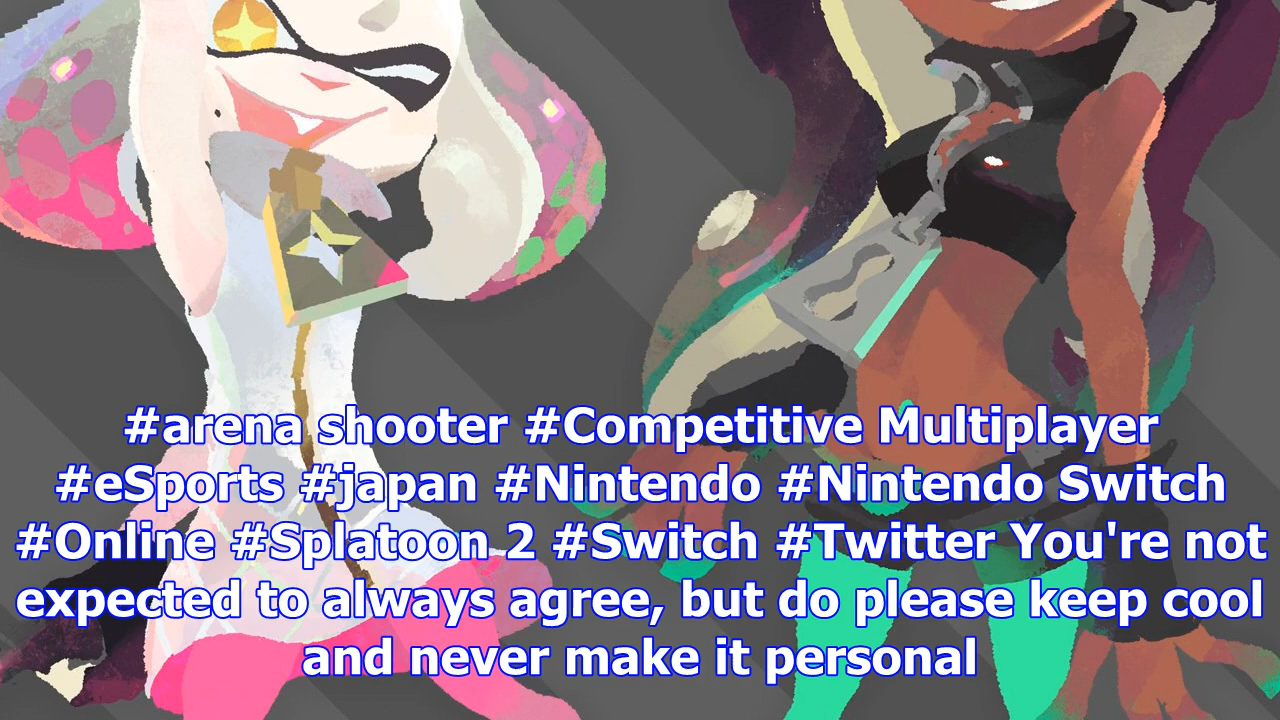 #arena shooter #Competitive Multiplayer
#eSports #japan #Nintendo #Nintendo Switch
#Online #Splatoon 2 #Switch #Twitter You're not
expected to always agree, but do please keep cool
and never make it personal